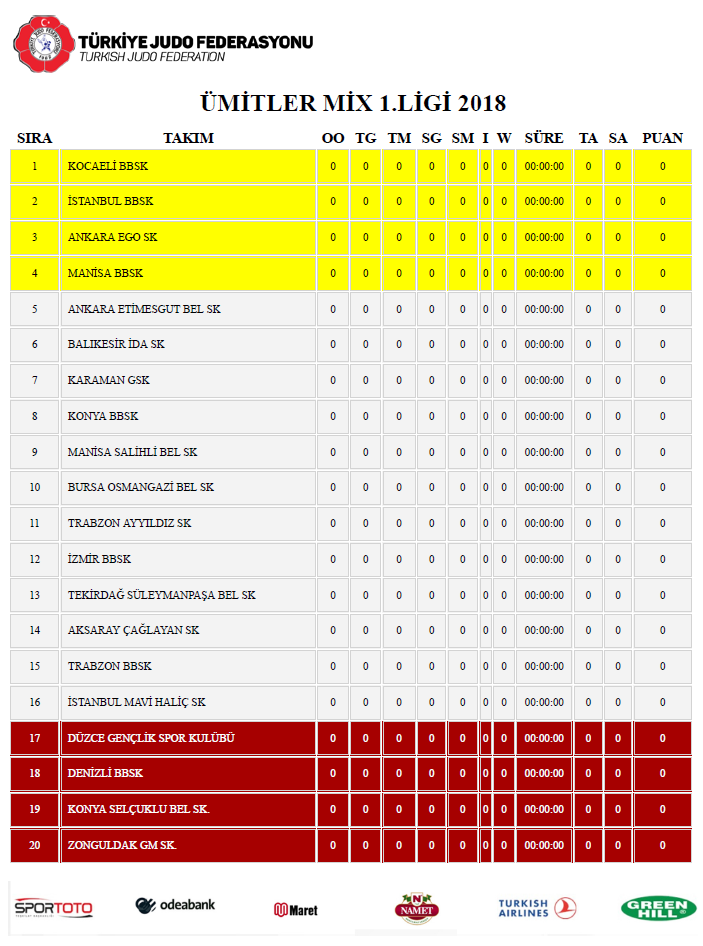 TÜRKİYE JUDO FEDERASYONU
TURKISH JUDO FEDERATION
ÜMİTLER MİX 1.LİGİ 2018
SIRA TAKIM OO TG TM SG SM I W SÜRE TA SA PUAN
1 KOCAELİ BBSK 0 0 0 0 0 0 0 00:00:00 0 0 0
2 İSTANBUL BBSK 0 0 0 0 0 0 0 00:00:00 0 0 0
3 ANKARA EGO SK 0 0 0 0 0 0 0 00:00:00 0 0 0
4 MANİSA BBSK 0 0 0 0 0 0 0 00:00:00 0 0 0
5 ANKARA ETİMESGUT BEL SK 0 0 0 0 0 0 0 00:00:00 0 0 0
6 BALIKESİR İDA SK 0 0 0 0 0 0 0 00:00:00 0 0 0
7 KARAMAN GSK 0 0 0 0 0 0 0 00:00:00 0 0 0
8 KONYA BBSK 0 0 0 0 0 0 0 00:00:00 0 0 0
9 MANİSA SALİHLİ BEL SK 0 0 0 0 0 0 0 00:00:00 0 0 0
10 BURSA OSMANGAZİ BEL SK 0 0 0 0 0 0 0 00:00:00 0 0 0
11 TRABZON AYYILDIZ SK 0 0 0 0 0 0 0 00:00:00 0 0 0
12 İZMİR BBSK 0 0 0 0 0 0 0 00:00:00 0 0 0
13 TEKİRDAĞ SÜLEYMANPAŞA BEL SK 0 0 0 0 0 0 0 00:00:00 0 0 0
14 AKSARAY ÇAĞLAYAN SK 0 0 0 0 0 0 0 00:00:00 0 0 0
15 TRABZON BBSK 0 0 0 0 0 0 0 00:00:00 0 0 0
16 İSTANBUL MAVİ HALİÇ SK 0 0 0 0 0 0 0 00:00:00 0 0 0
17 DÜZCE GENÇLİK SPOR KULÜBÜ 0 0 0 0 0 0 0 00:00:00 0 0 0
18 DENİZLİ BBSK 0 0 0 0 0 0 0 00:00:00 0 0 0
19 KONYA SELÇUKLU BEL SK. 0 0 0 0 0 0 0 00:00:00 0 0 0
20 ZONGULDAK GM SK. 0 0 0 0 0 0 0 00:00:00 0 0 0
SPORTOTO odeabank Maret NAMET TURKISH AIRLINES GREEN HILL